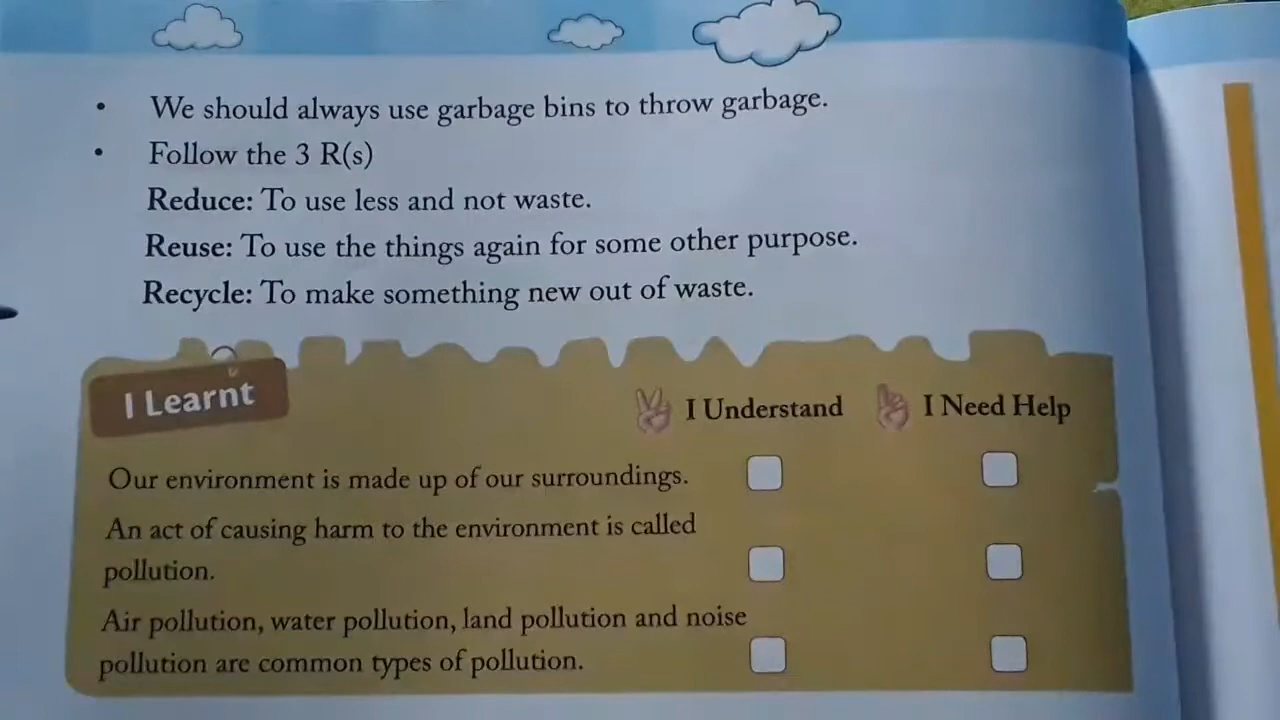 • We should always use garbage bins to throw garbage.
• Follow the 3 R(s)
Reduce: To use less and not waste.
Reuse: To use the things again for some other purpose.
Recycle: To make something new out of waste.
I Learnt
I Understand I Need Help
Our environment is made up of our surroundings.
An act of causing harm to the environment is called
pollution.
Air pollution, water pollution, land pollution and noise
pollution are common types of pollution.